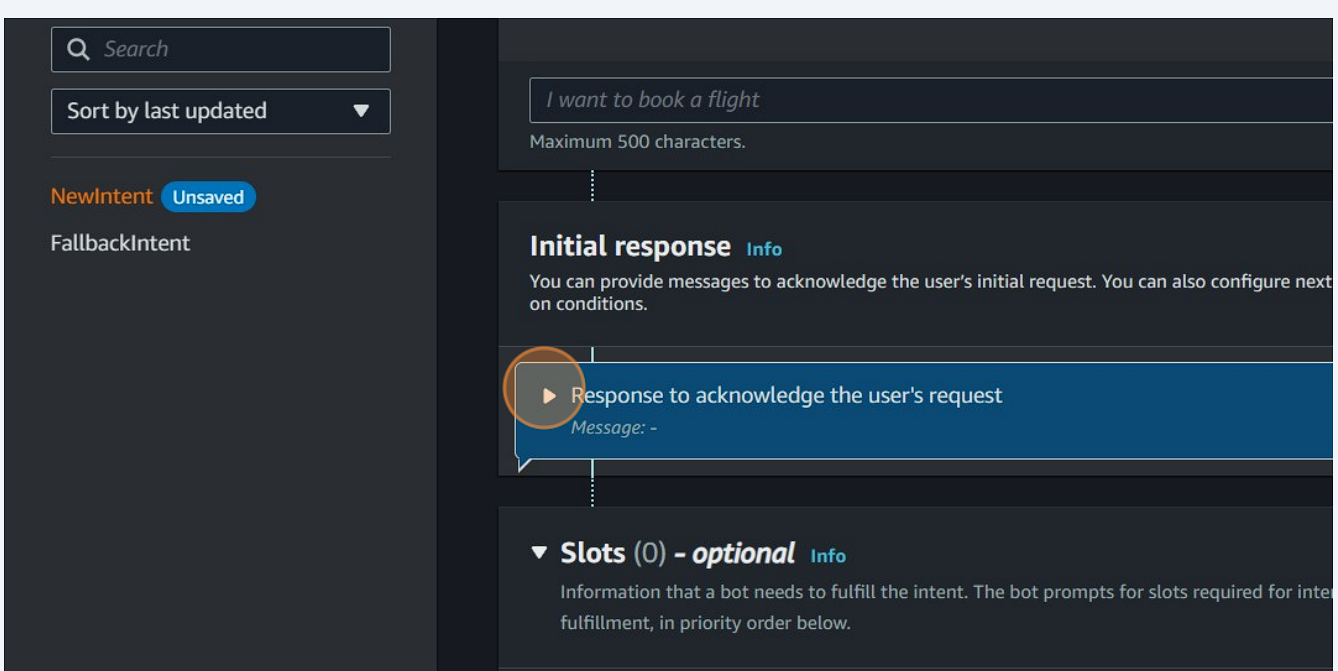 Search
Sort by last updated
NewIntent Unsaved
FallbackIntent
I want to book a flight
Maximum 500 characters.
Initial response Info
You can provide messages to acknowledge the user's initial request. You can also configure next
on conditions.
Response to acknowledge the user's request
Message: -
Slots (0) - optional Info
Information that a bot needs to fulfill the intent. The bot prompts for slots required for
fulfillment, in priority order below.